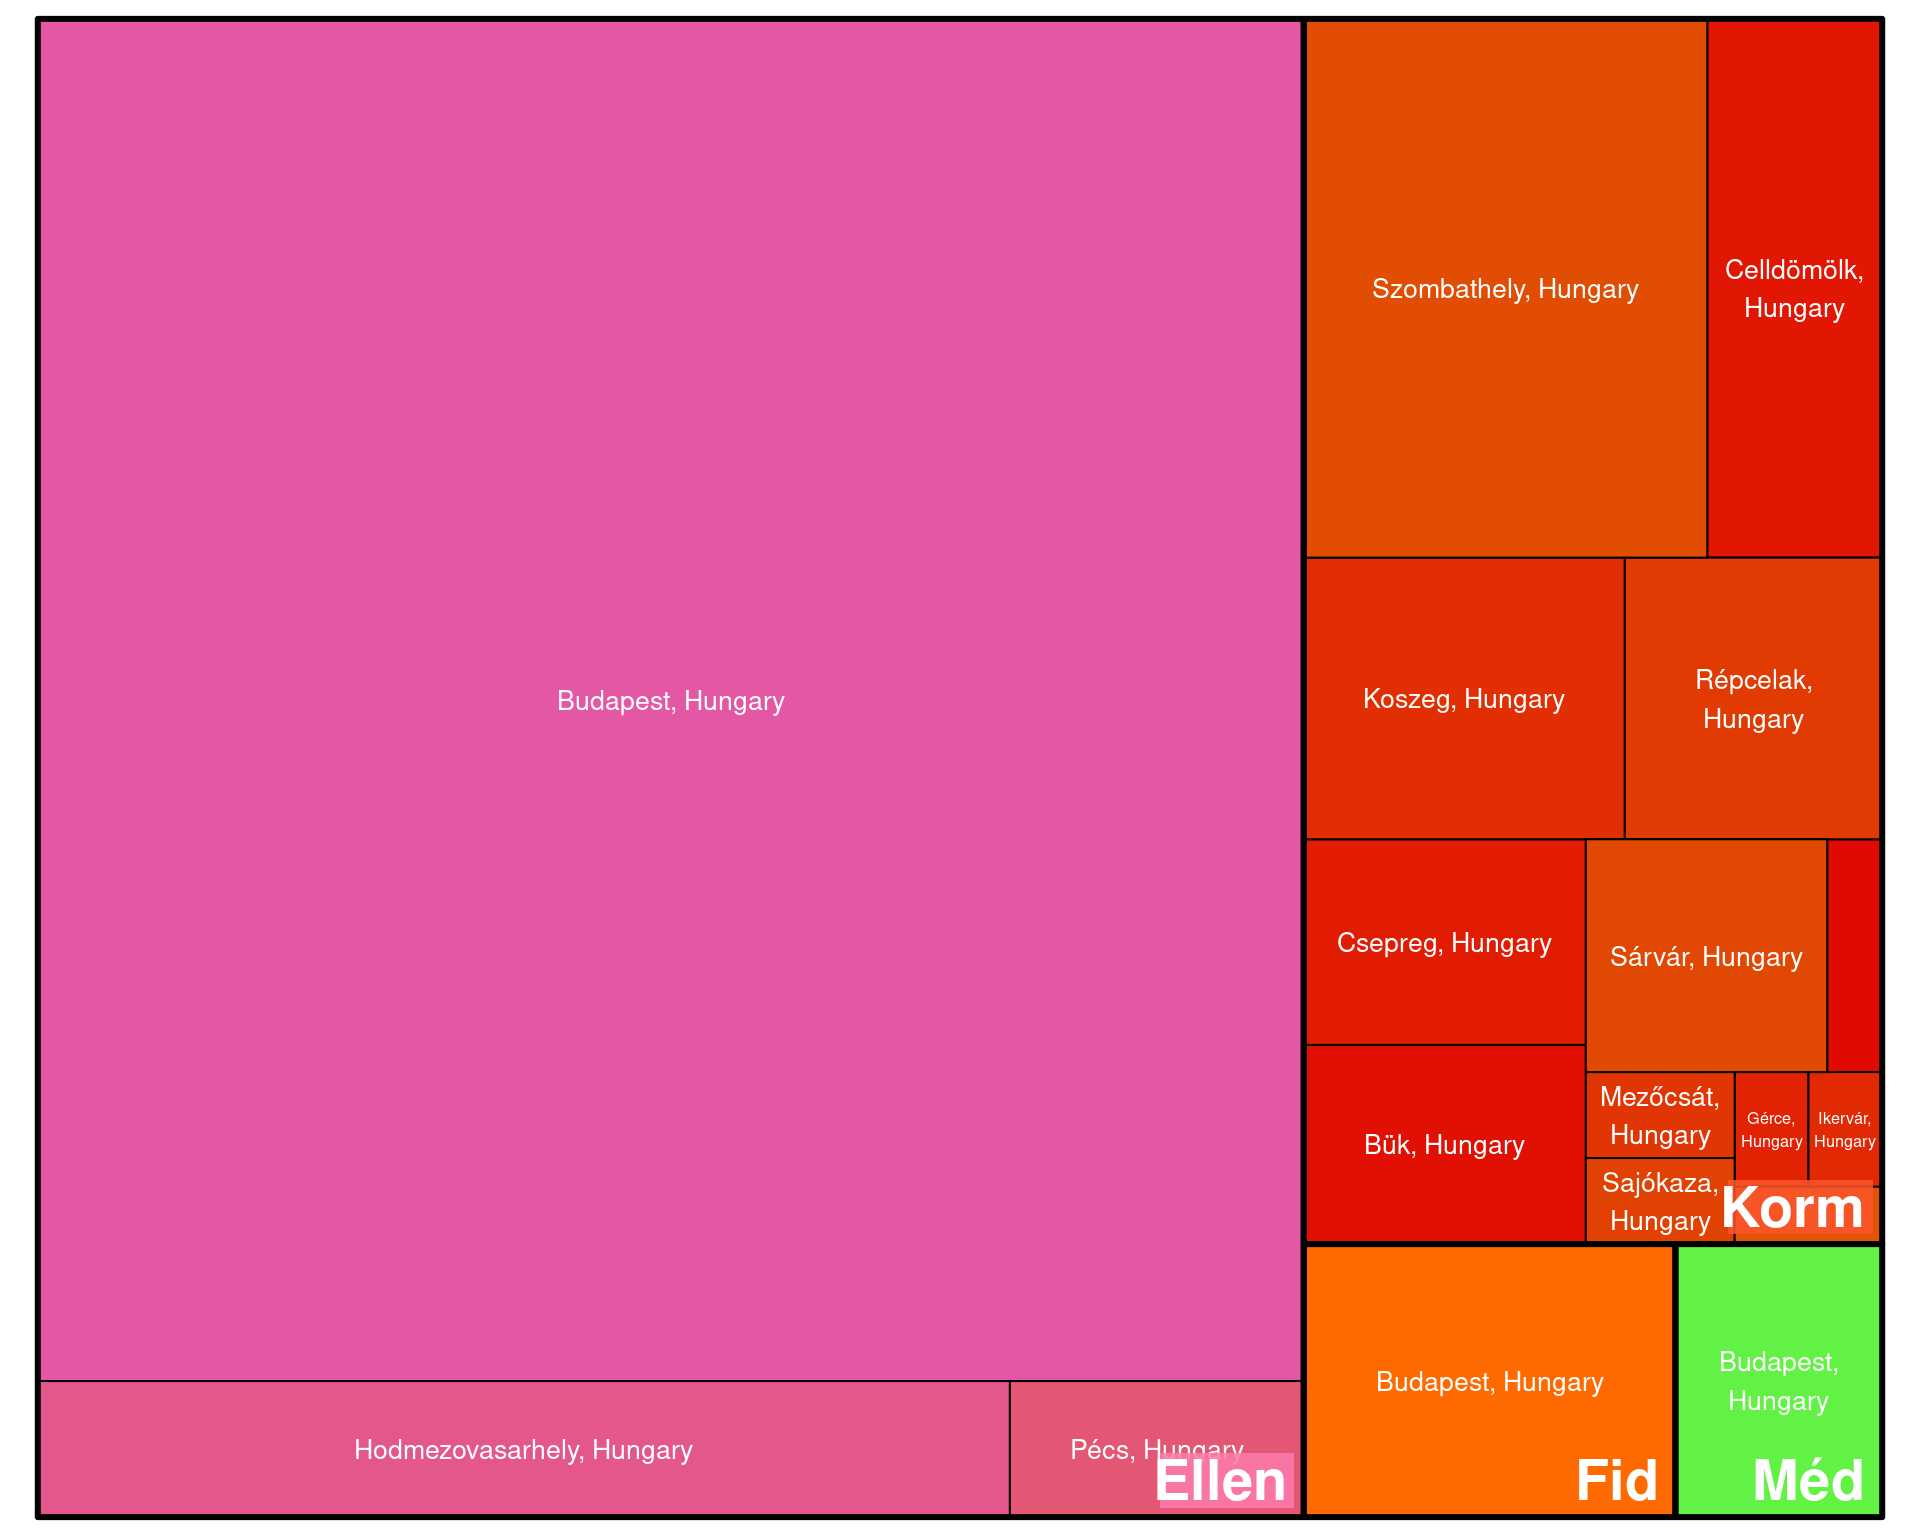 Budapest, Hungary
Hodmezovasarhely, Hungary
Pécs, Hungary
Ellen
Szombathely, Hungary
Celldömölk,
Hungary
Koszeg, Hungary
Répcelak,
Hungary
Csepreg, Hungary
Sárvár, Hungary
Bük, Hungary
Mezőcsát,
Hungary
Gérce,
Hungary
Ikervár,
Hungary
Sajókaza,
Hungary
Korm
Budapest, Hungary
Fid
Budapest,
Hungary
Méd